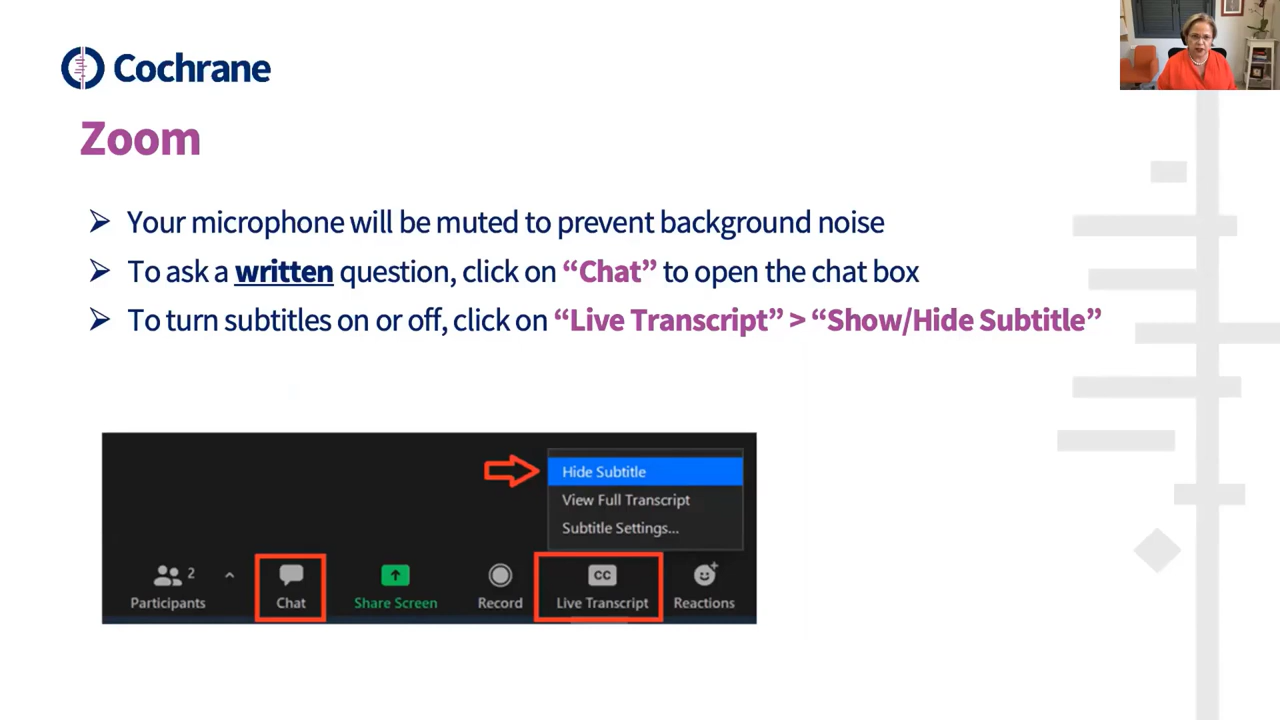 Cochrane
Zoom
Your microphone will be muted to prevent background noise
To ask a written question, click on “Chat” to open the chat box
To turn subtitles on or off, click on “Live Transcript” > “Show/Hide Subtitle”
Hide Subtitle
View Full Transcript
Subtitle Settings...
2
CC
Participants
Chat
Share Screen
Record
Live Transcript
Reactions